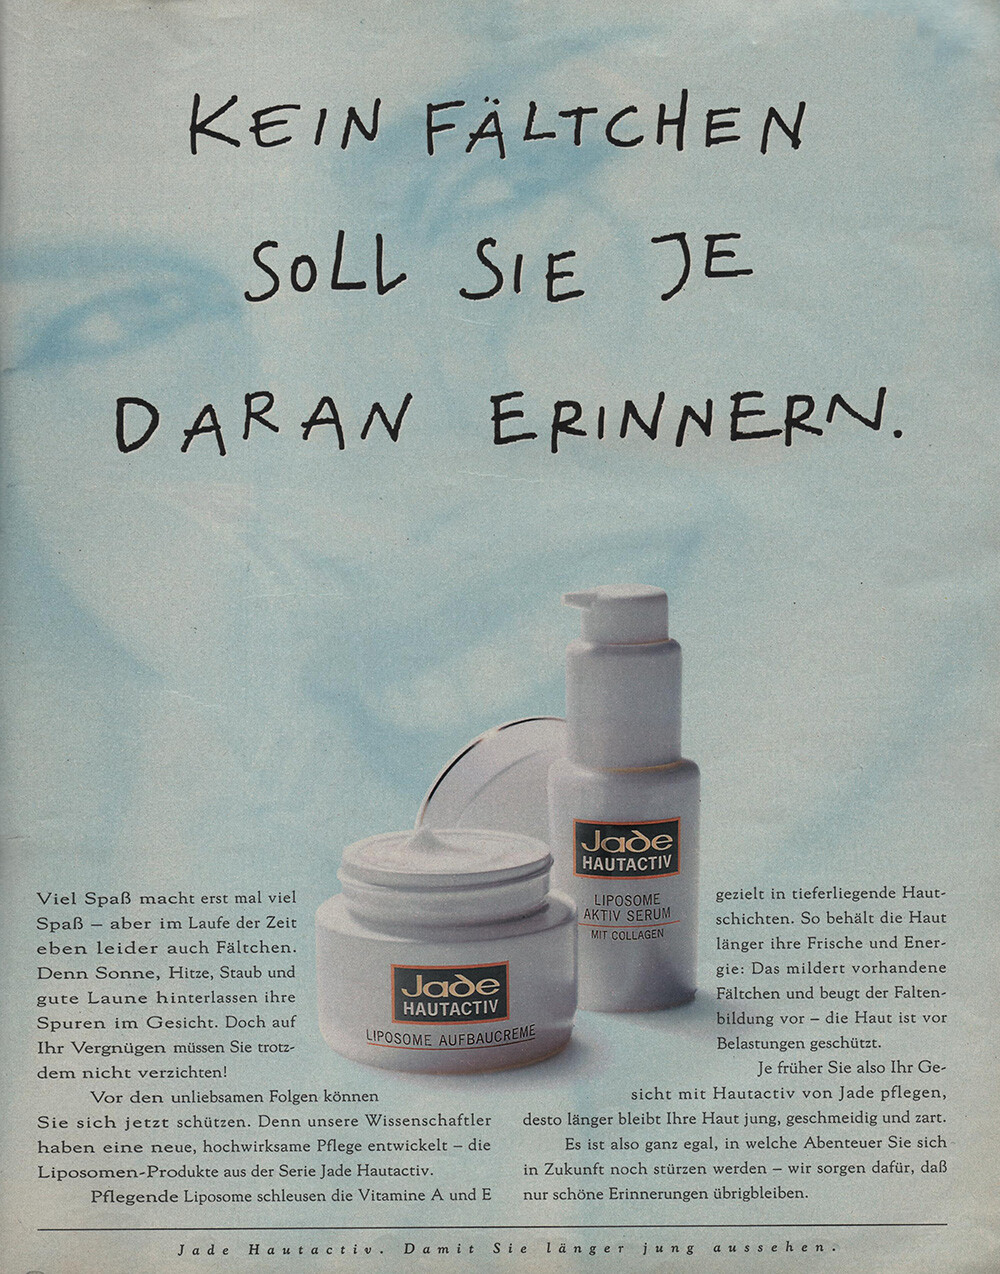 KEIN FÄLTCHEN
SOLL SIE JE
DARAN ERINNERN.
Jade
HAUTACTIV
LIPOSOME
AKTIV SERUM
MIT COLLAGEN
Jade
HAUTACTIV
LIPOSOME AUFBAUCREME
Viel Spaß macht erst mal viel
Spaß – aber im Laufe der Zeit
eben leider auch Fältchen.
Denn Sonne, Hitze, Staub und
gute Laune hinterlassen ihre
Spuren im Gesicht. Doch auf
Ihr Vergnügen müssen Sie trotz-
dem nicht verzichten!
Vor den unliebsamen Folgen können
Sie sich jetzt schützen. Denn unsere Wissenschaftler
haben eine neue, hochwirksame Pflege entwickelt – die
Liposomen-Produkte aus der Serie Jade Hautactiv.
Pflegende Liposome schleusen die Vitamine A und E
gezielt in tieferliegende Haut-
schichten. So behält die Haut
länger ihre Frische und Ener-
gie: Das mildert vorhandene
Fältchen und beugt der Falten-
bildung vor – die Haut ist vor
Belastungen geschützt.
Je früher Sie also Ihr Ge-
sicht mit Hautactiv von Jade pflegen,
desto länger bleibt Ihre Haut jung, geschmeidig und zart.
Es ist also ganz egal, in welche Abenteuer Sie sich
in Zukunft noch stürzen werden – wir sorgen dafür, daß
nur schöne Erinnerungen übrigbleiben.
Jade Hautactiv. Damit Sie länger jung aussehen.